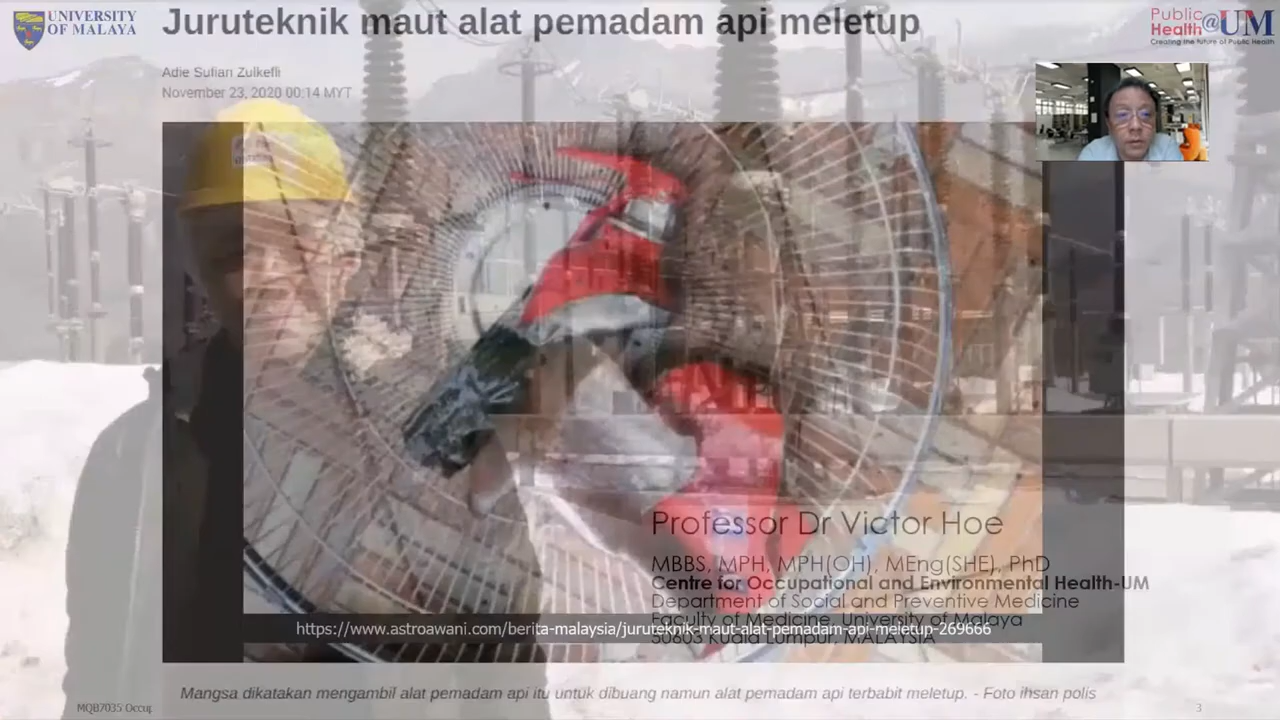 UNIVERSITY
OF MALAYA
Juruteknik maut alat pemadam api meletup
Public
Health@UM
Creating the future of Public Health
Adie Sufian Zulkefli
November 23, 2020 00:14 MYT
Professor Dr Victor Hoe
MBBS, MPH, MPH(OH), MEng(SHE), PhD
Centre for Occupational and Environmental Health-UM
Department of Social and Preventive Medicine
Faculty of Medicine, University of Malaya
https://www.astroawani.com/berita-malaysia/juruteknik-maut-alat-pemadam-api-meletup-269666
50603 Kuala Lumpur, MALAYSIA
Mangsa dikatakan mengambil alat pemadam api itu untuk dibuang namun alat pemadam api terbabit meletup. - Foto ihsan polis
MQB7035 Occup
3